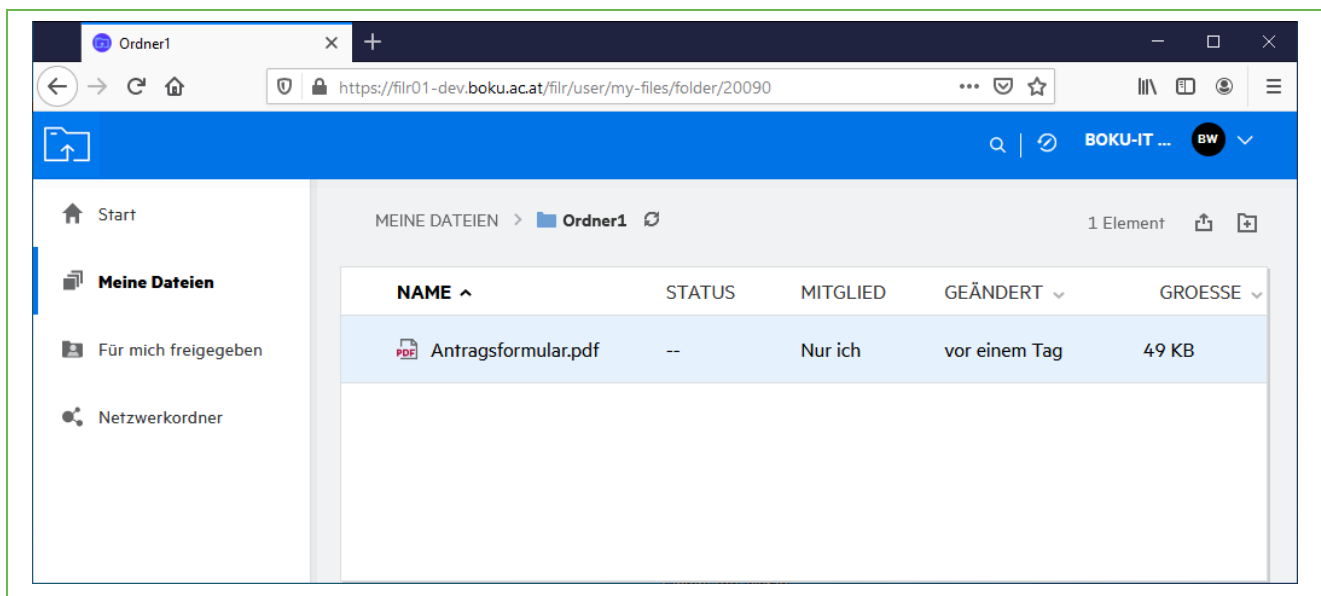 Ordner1
https://filr01-dev.boku.ac.at/filr/user/my-files/folder/20090
BOKU-IT ... BW
Start
MEINE DATEIEN > Ordner1
1 Element
Meine Dateien
NAME STATUS MITGLIED GEÄNDERT GROESSE
Für mich freigegeben
PDF Antragsformular.pdf -- Nur ich vor einem Tag 49 KB
Netzwerkordner